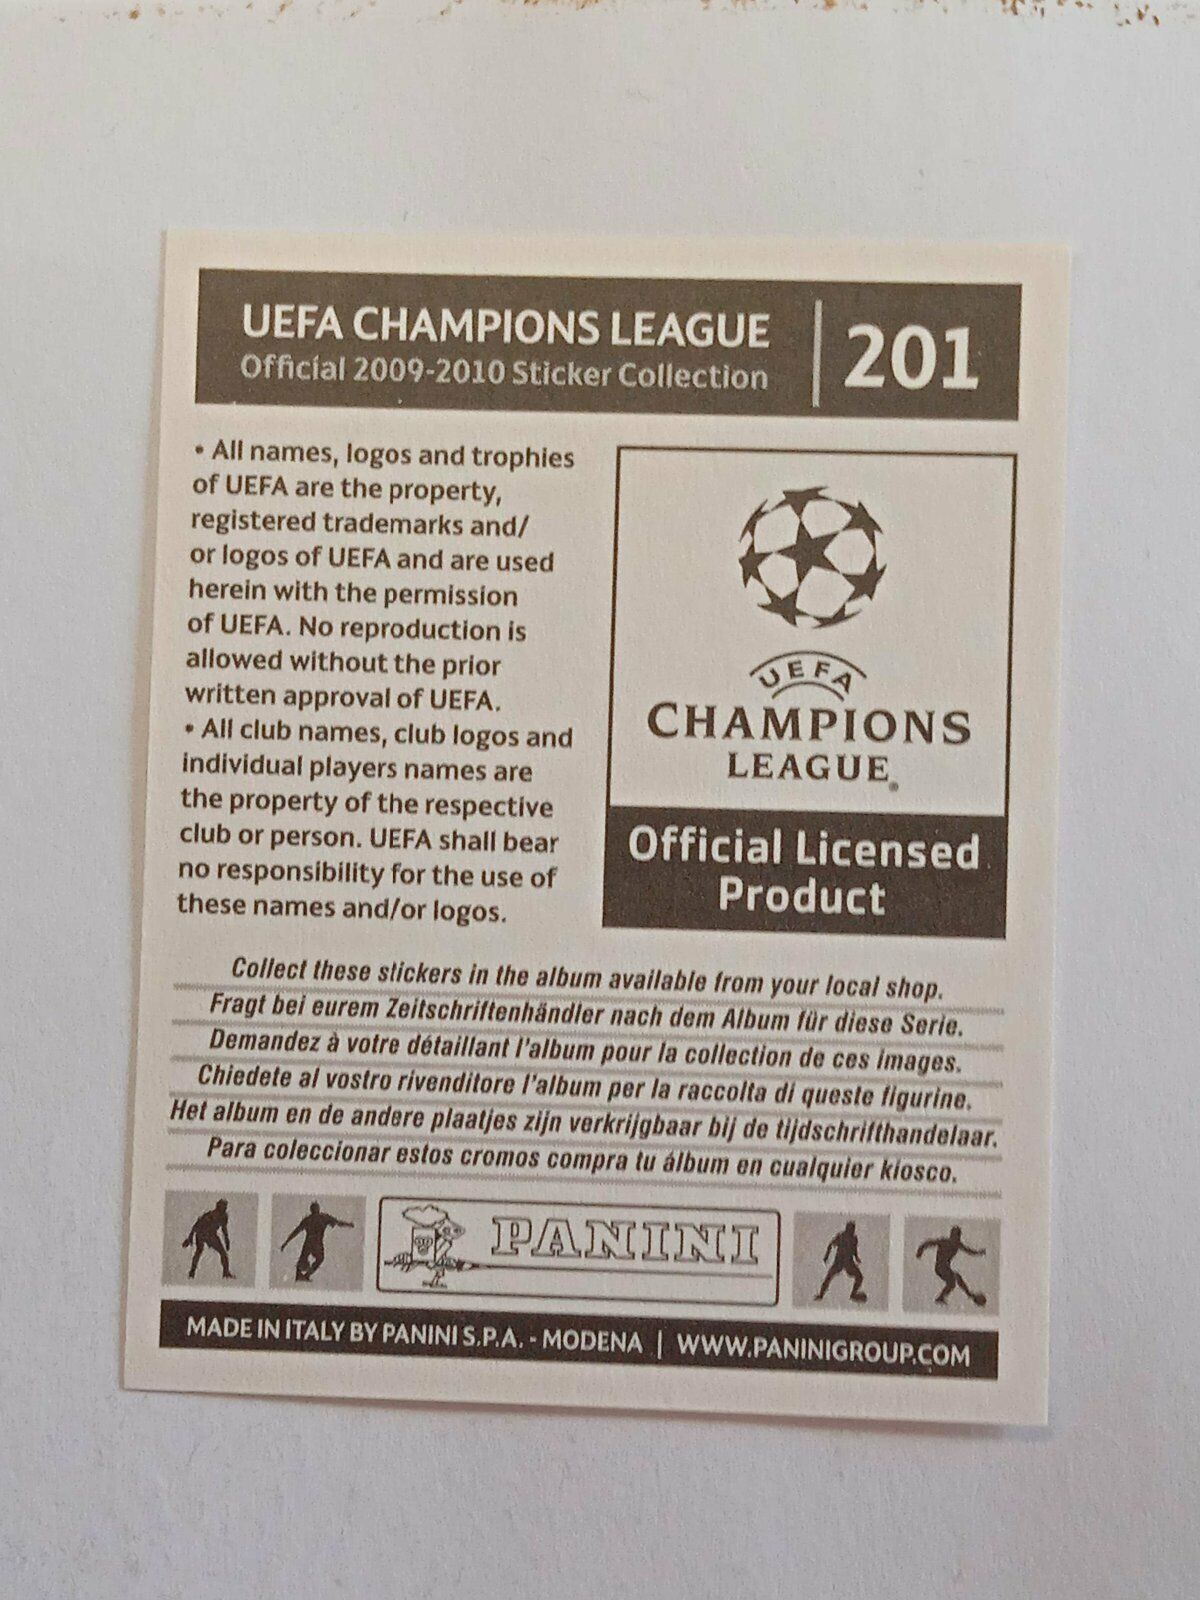 UEFA CHAMPIONS LEAGUE
Official 2009-2010 Sticker Collection
201
• All names, logos and trophies
of UEFA are the property,
registered trademarks and/
or logos of UEFA and are used
herein with the permission
of UEFA. No reproduction is
allowed without the prior
written approval of UEFA.
• All club names, club logos and
individual players names are
the property of the respective
club or person. UEFA shall bear
no responsibility for the use of
these names and/or logos.
UEFA
CHAMPIONS
LEAGUE®
Official Licensed
Product
Collect these stickers in the album available from your local shop.
Fragt bei eurem Zeitschriftenhändler nach dem Album für diese Serie.
Demandez à votre détaillant l'album pour la collection de ces images.
Chiedete al vostro rivenditore l'album per la raccolta di queste figurine.
Het album en de andere plaatjes zijn verkrijgbaar bij de tijdschrifthandelaar.
Para coleccionar estos cromos compra tu álbum en cualquier kiosco.
PANINI
MADE IN ITALY BY PANINI S.P.A. - MODENA | WWW.PANINIGROUP.COM